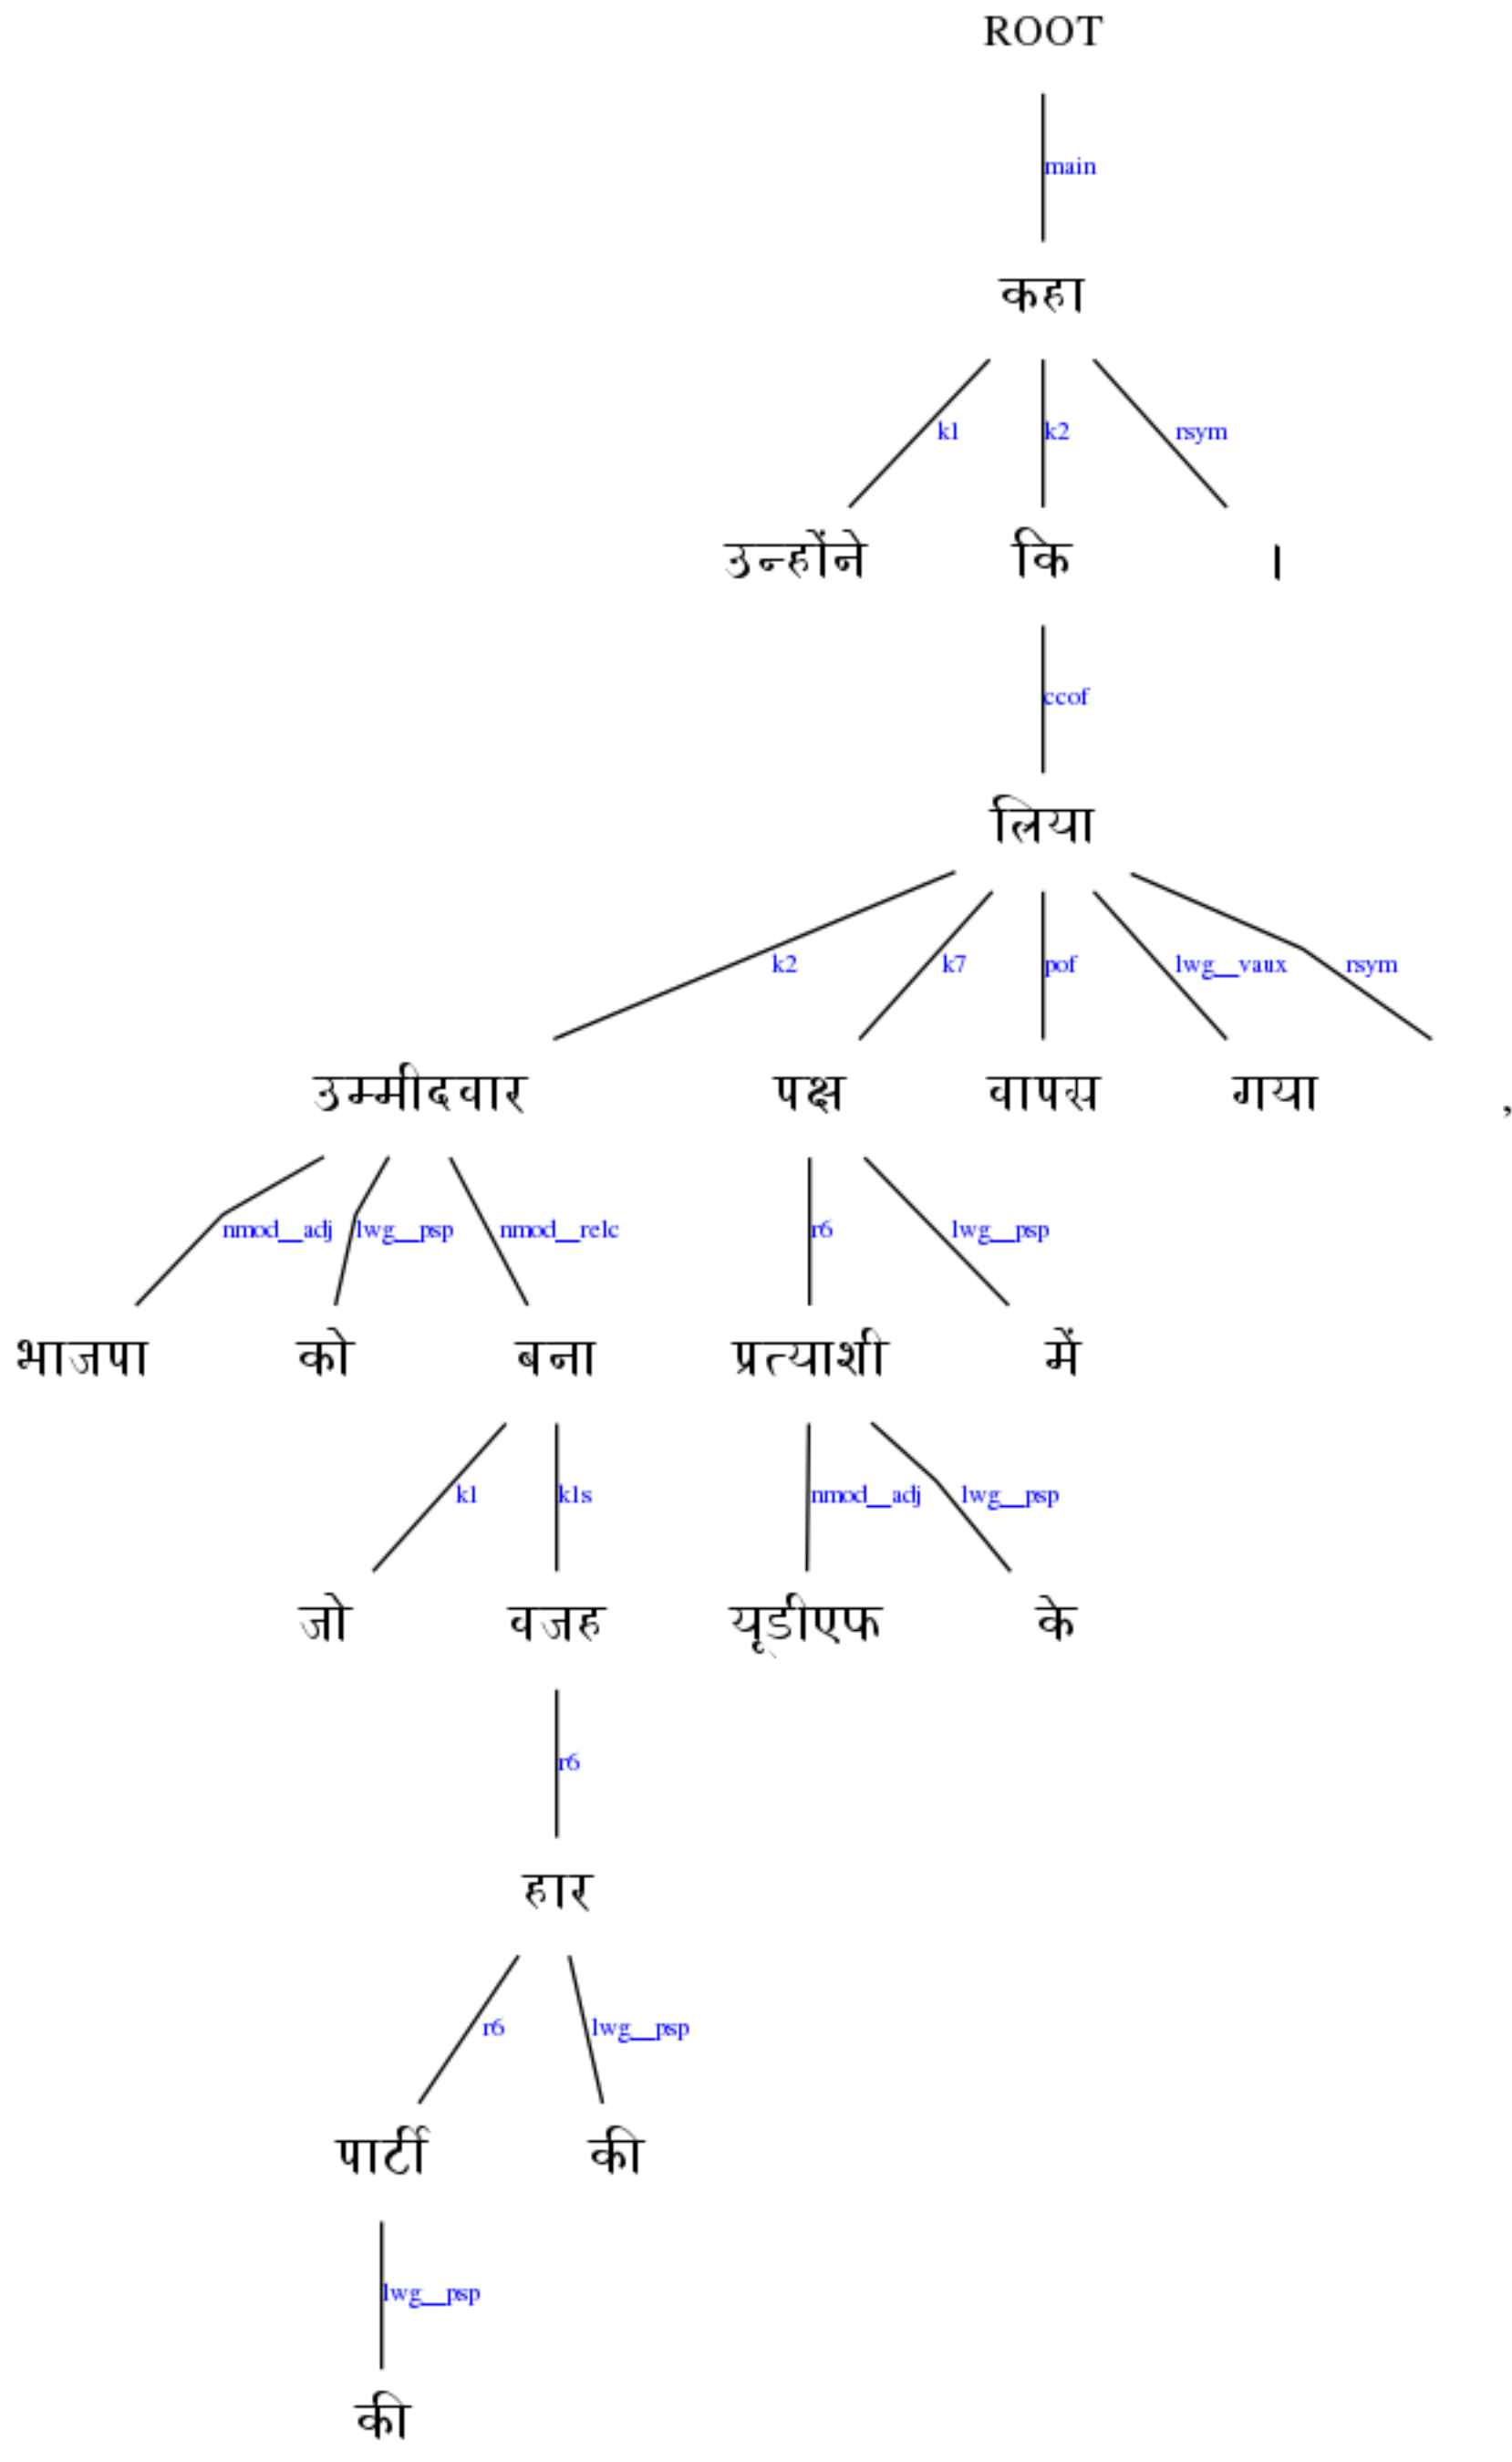 ROOT
main
कहा
k1 k2 rsym
उन्होंने कि ।
ccof
लिया
k2 k7 pof lwg__vaux rsym
उम्मीदवार पक्ष वापस गया ,
nmod__adj lwg__psp nmod__relc r6 lwg__psp
भाजपा को बना प्रत्याशी में
k1 k1s nmod__adj lwg__psp
जो वजह यूडीएफ के
r6
हार
r6 lwg__psp
पार्टी की
lwg__psp
की